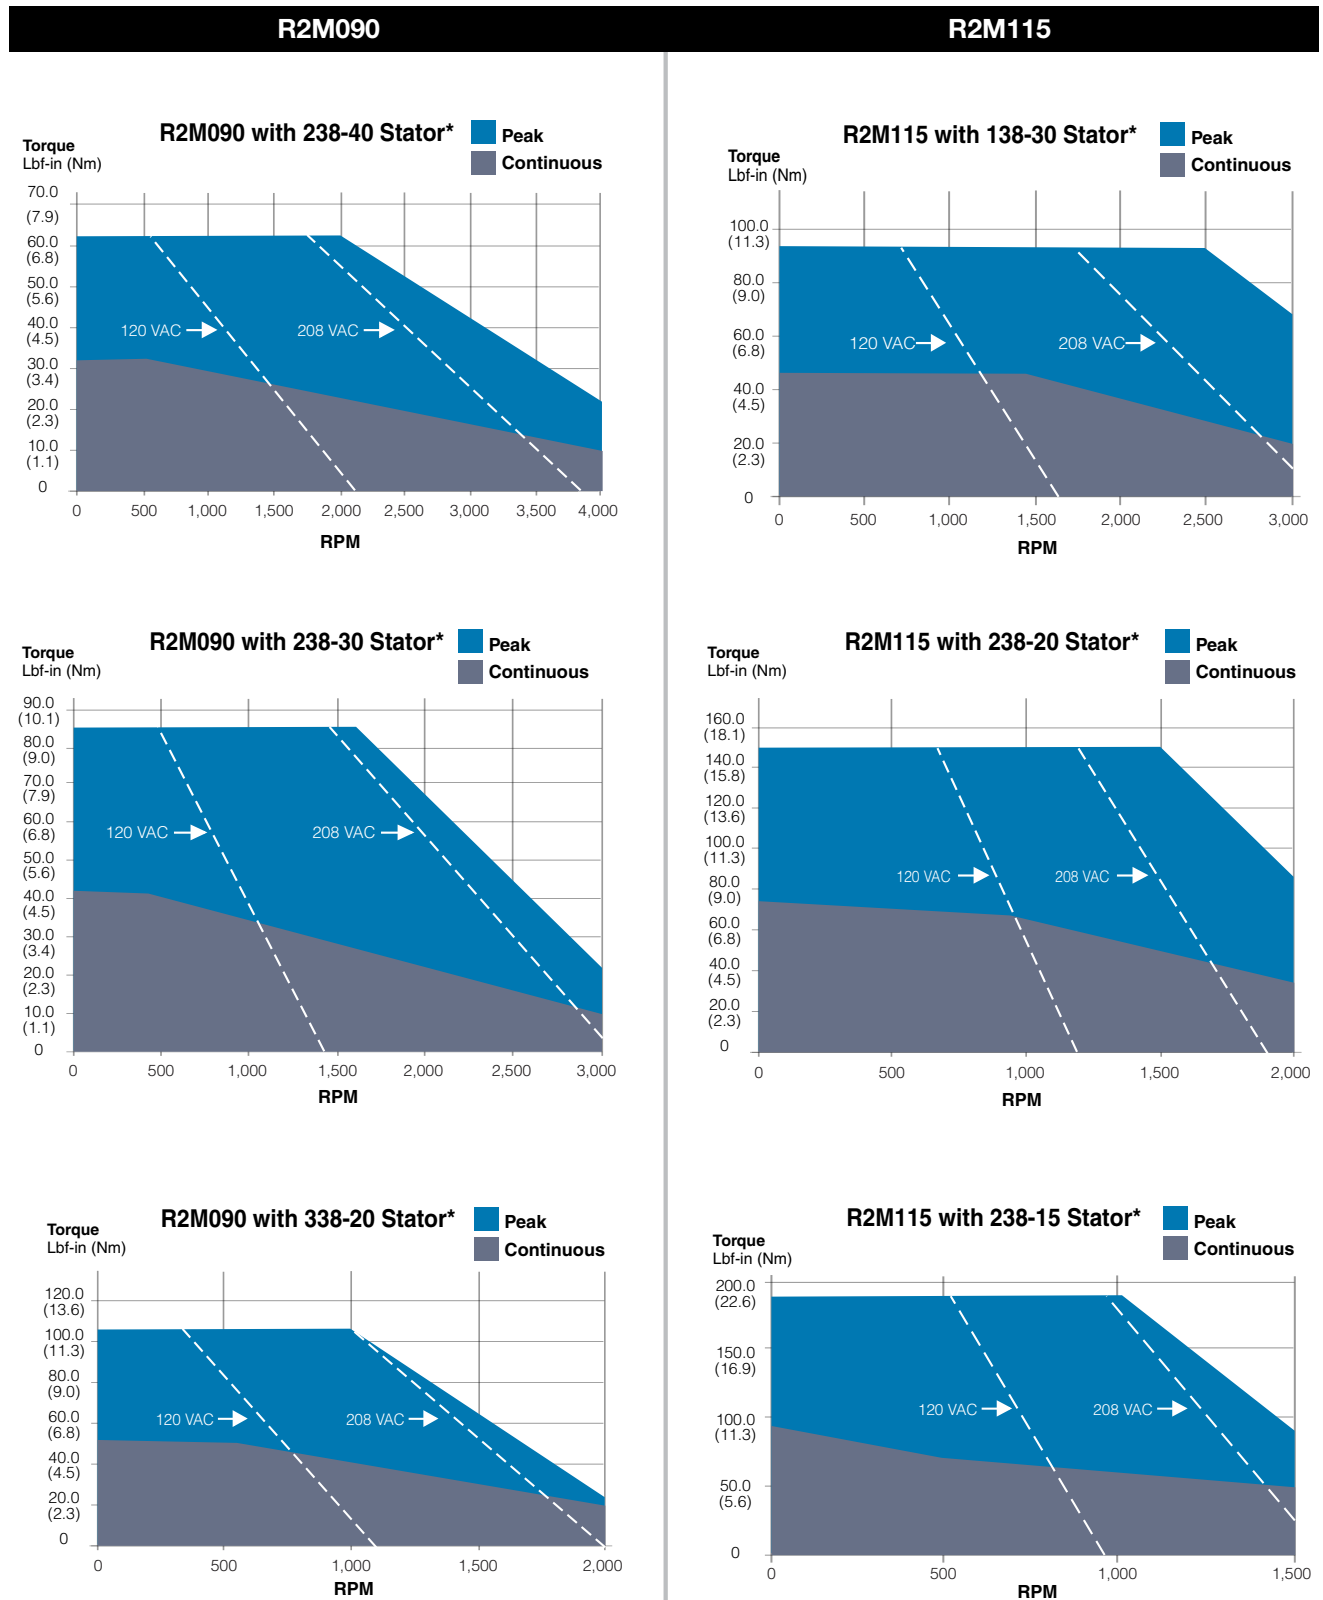 R2M090
R2M115
R2M090 with 238-40 Stator*
Peak
Continuous
Torque
Lbf-in (Nm)
70.0
(7.9)
60.0
(6.8)
50.0
(5.6)
40.0
(4.5)
30.0
(3.4)
20.0
(2.3)
10.0
(1.1)
0
120 VAC
208 VAC
0 500 1,000 1,500 2,000 2,500 3,000 3,500 4,000
RPM
R2M115 with 138-30 Stator*
Peak
Continuous
Torque
Lbf-in (Nm)
100.0
(11.3)
80.0
(9.0)
60.0
(6.8)
40.0
(4.5)
20.0
(2.3)
0
120 VAC
208 VAC
0 500 1,000 1,500 2,000 2,500 3,000
RPM
R2M090 with 238-30 Stator*
Peak
Continuous
Torque
Lbf-in (Nm)
90.0
(10.1)
80.0
(9.0)
70.0
(7.9)
60.0
(6.8)
50.0
(5.6)
40.0
(4.5)
30.0
(3.4)
20.0
(2.3)
10.0
(1.1)
0
120 VAC
208 VAC
0 500 1,000 1,500 2,000 2,500 3,000
RPM
R2M115 with 238-20 Stator*
Peak
Continuous
Torque
Lbf-in (Nm)
160.0
(18.1)
140.0
(15.8)
120.0
(13.6)
100.0
(11.3)
80.0
(9.0)
60.0
(6.8)
40.0
(4.5)
20.0
(2.3)
0
120 VAC
208 VAC
0 500 1,000 1,500 2,000
RPM
R2M090 with 338-20 Stator*
Peak
Continuous
Torque
Lbf-in (Nm)
120.0
(13.6)
100.0
(11.3)
80.0
(9.0)
60.0
(6.8)
40.0
(4.5)
20.0
(2.3)
0
120 VAC
208 VAC
0 500 1,000 1,500 2,000
RPM
R2M115 with 238-15 Stator*
Peak
Continuous
Torque
Lbf-in (Nm)
200.0
(22.6)
150.0
(16.9)
100.0
(11.3)
50.0
(5.6)
0
120 VAC
208 VAC
0 500 1,000 1,500
RPM